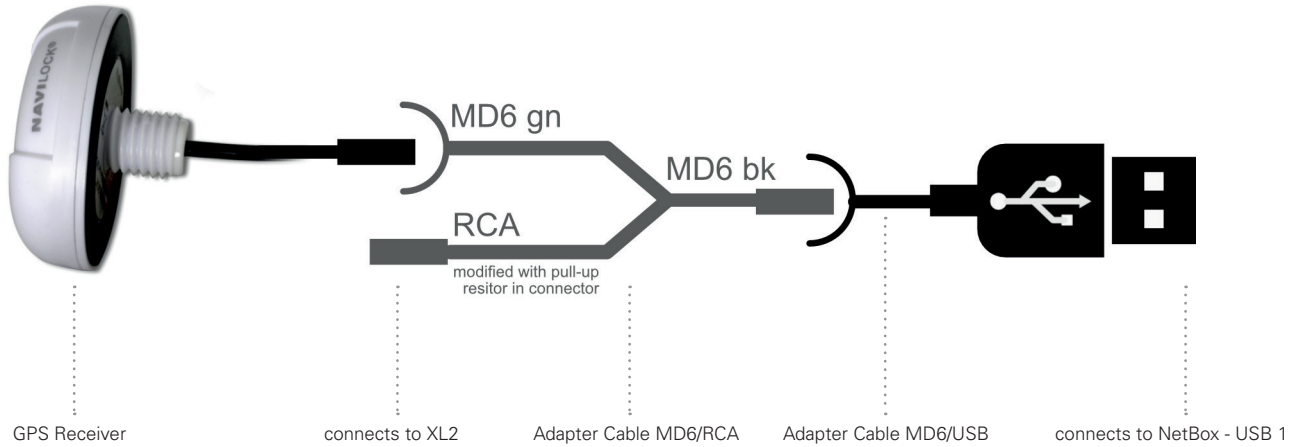 NAVILOCK®
MD6 gn
MD6 bk
RCA
modified with pull-up
resitor in connector
GPS Receiver
connects to XL2
Adapter Cable MD6/RCA
Adapter Cable MD6/USB
connects to NetBox - USB 1